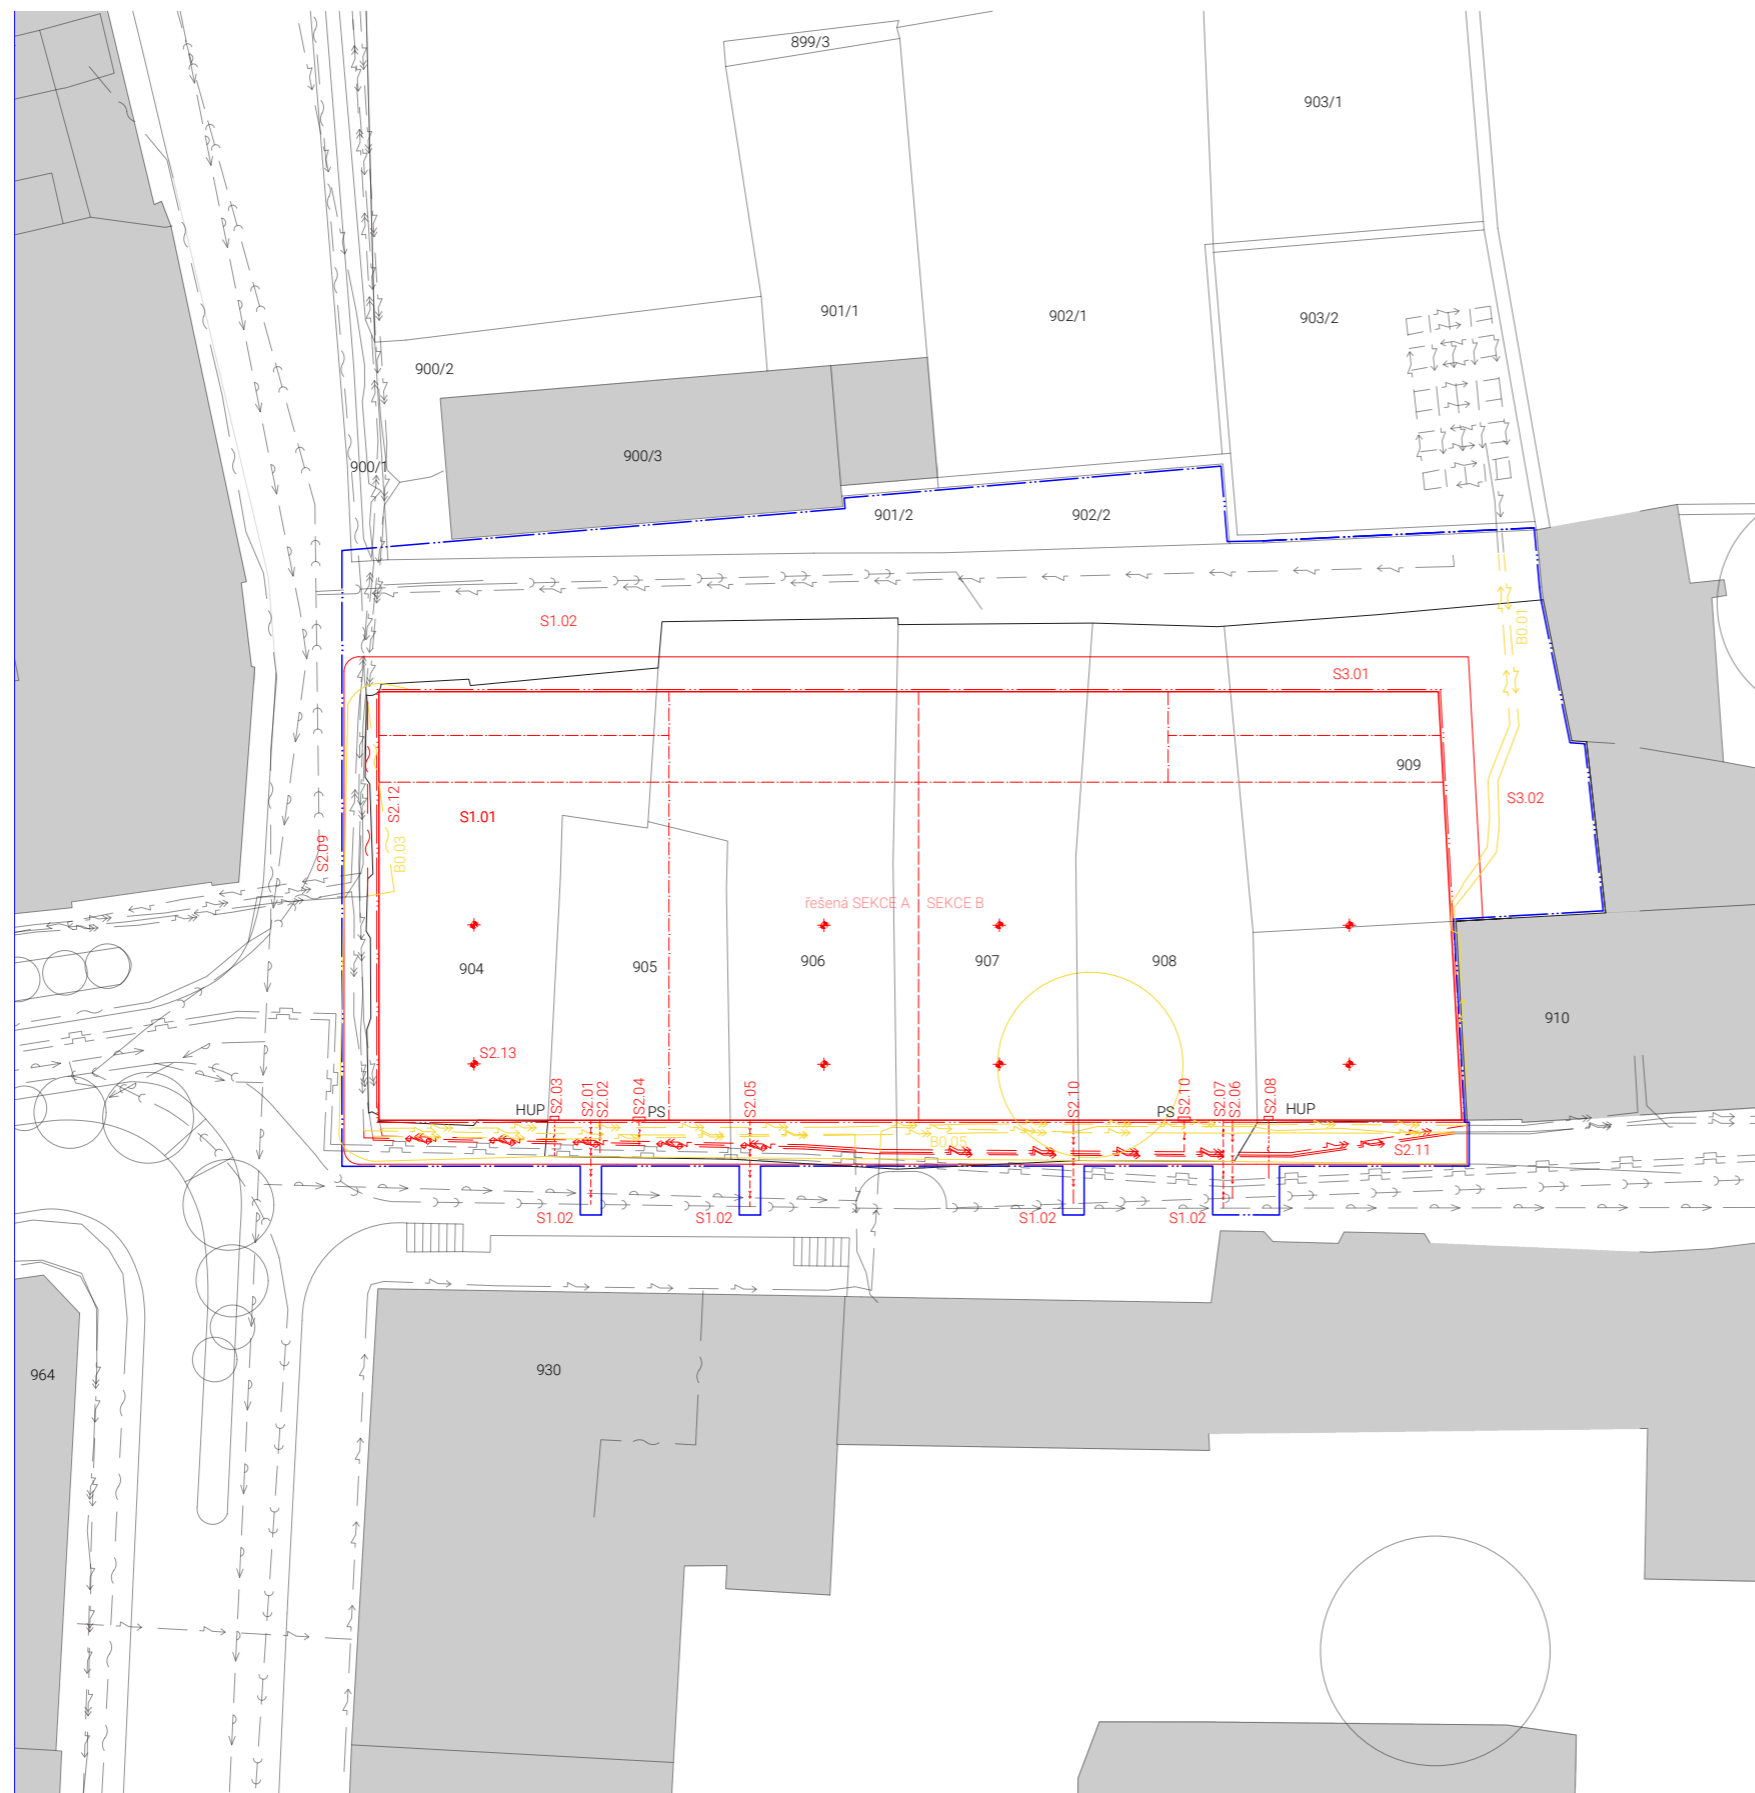 899/3
903/1
901/1
902/1
903/2
900/2
900/3
900/1
901/2
902/2
S1.02
B0.01
S3.01
909
S3.02
S2.12
S1.01
S2.09
B0.03
řešená SEKCE A
SEKCE B
904
905
906
907
908
910
S2.13
HUP
S2.03
S2.01
S2.02
S2.04
PS
S2.05
S2.10
PS
S2.10
S2.07
S2.06
S2.08
HUP
B0.05
S2.11
S1.02
S1.02
S1.02
S1.02
964
930